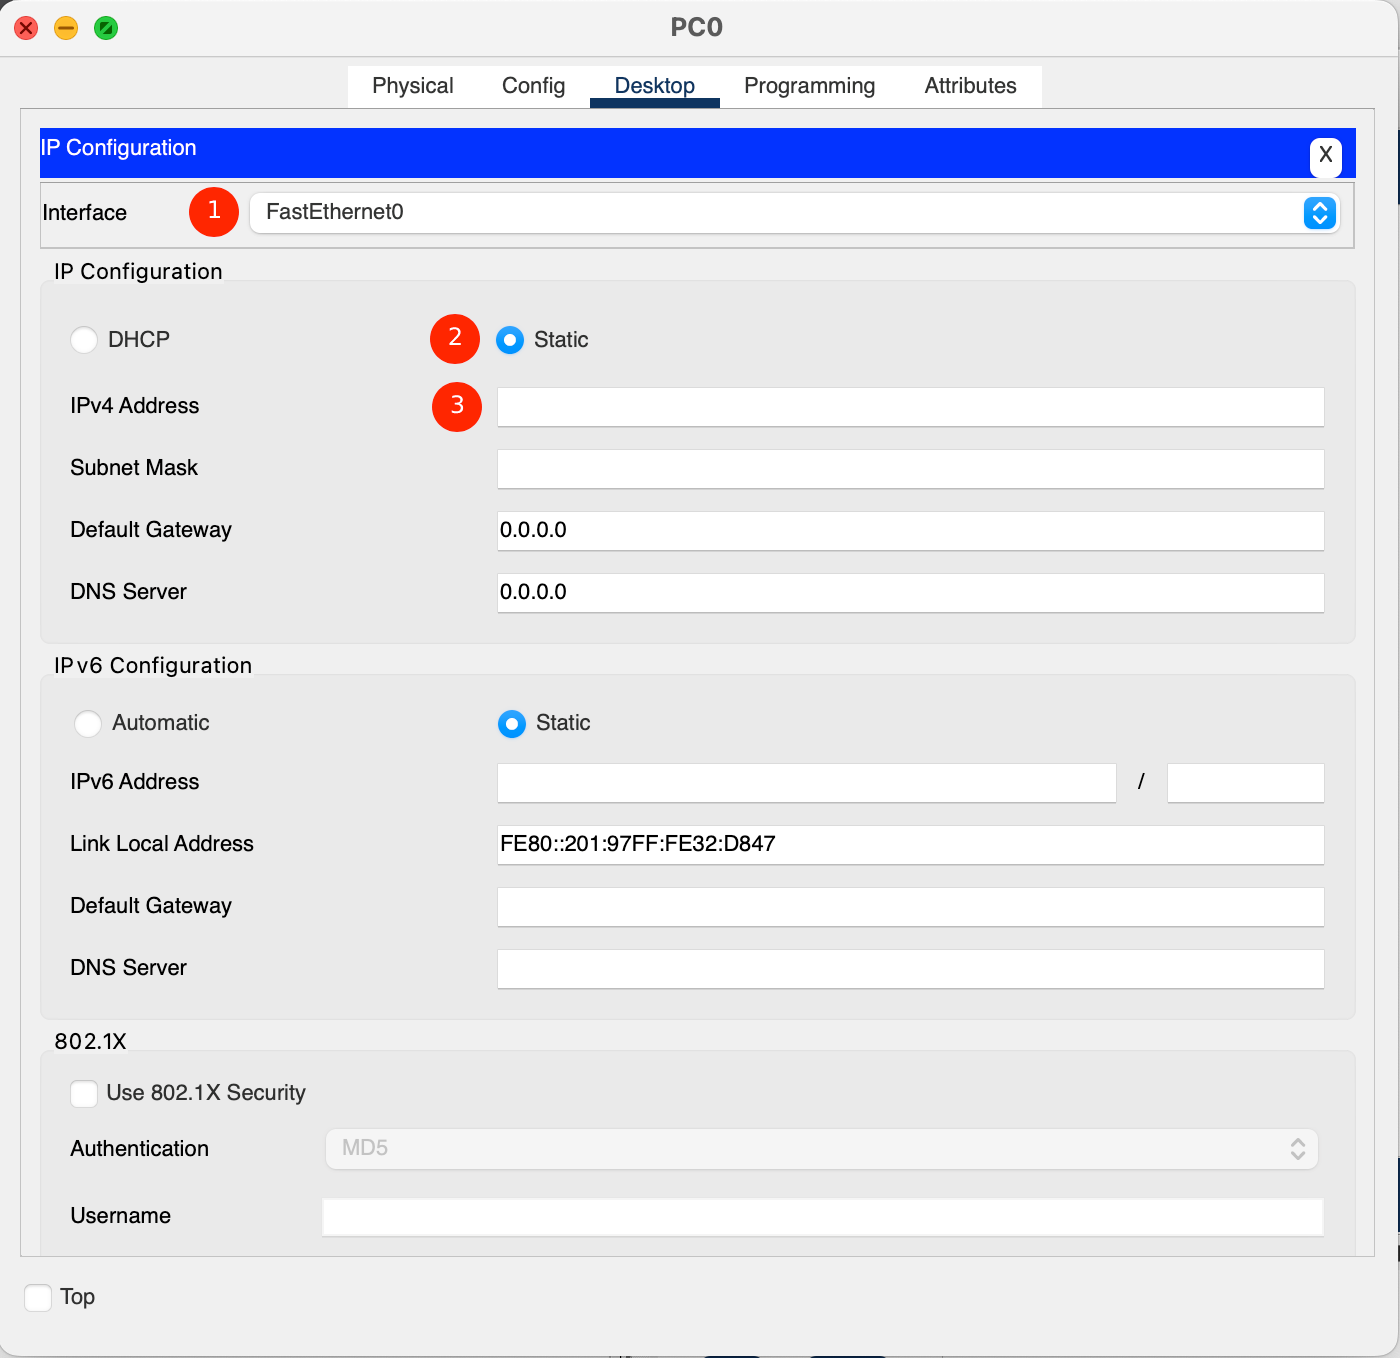 PC0
Physical Config Desktop Programming Attributes
IP Configuration
X
Interface 1 FastEthernet0
IP Configuration
DHCP 2 Static
IPv4 Address 3
Subnet Mask
Default Gateway 0.0.0.0
DNS Server 0.0.0.0
IPv6 Configuration
Automatic Static
IPv6 Address /
Link Local Address FE80::201:97FF:FE32:D847
Default Gateway
DNS Server
802.1X
Use 802.1X Security
Authentication MD5
Username
Top